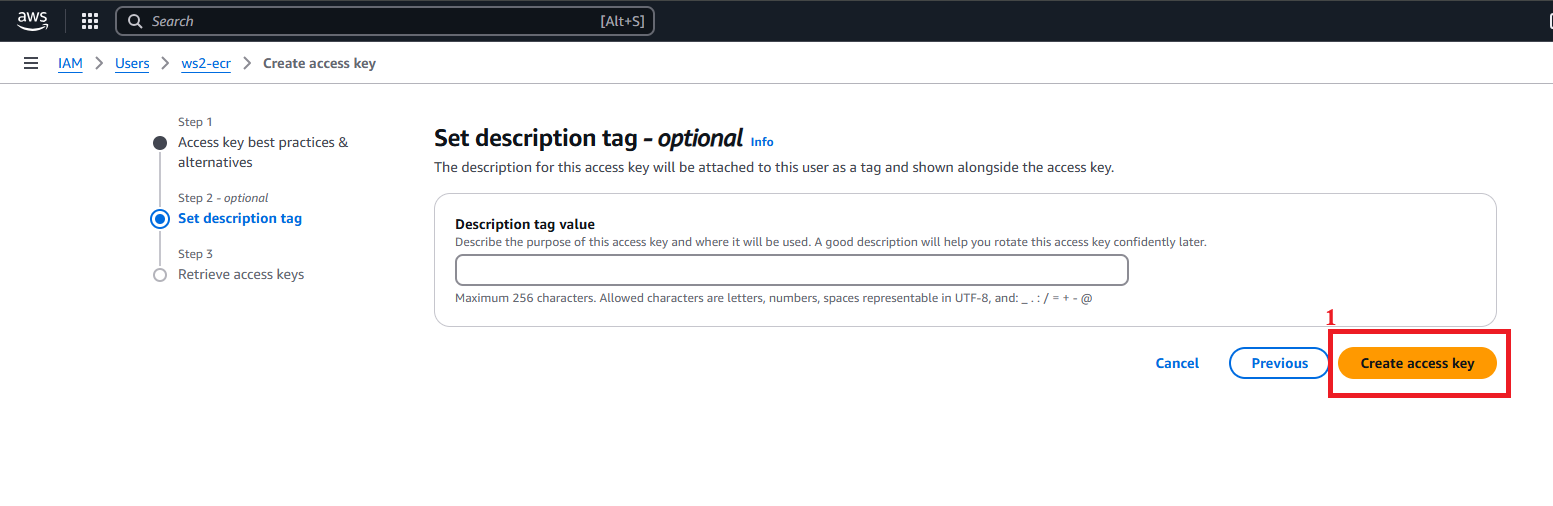 aws
Search [Alt+S]
IAM > Users > ws2-ecr > Create access key
Step 1
Access key best practices &
alternatives
Step 2 - optional
Set description tag
Step 3
Retrieve access keys
Set description tag - optional Info
The description for this access key will be attached to this user as a tag and shown alongside the access key.
Description tag value
Describe the purpose of this access key and where it will be used. A good description will help you rotate this access key confidently later.
Maximum 256 characters. Allowed characters are letters, numbers, spaces representable in UTF-8, and: _ . : / = + - @
1
Cancel Previous Create access key